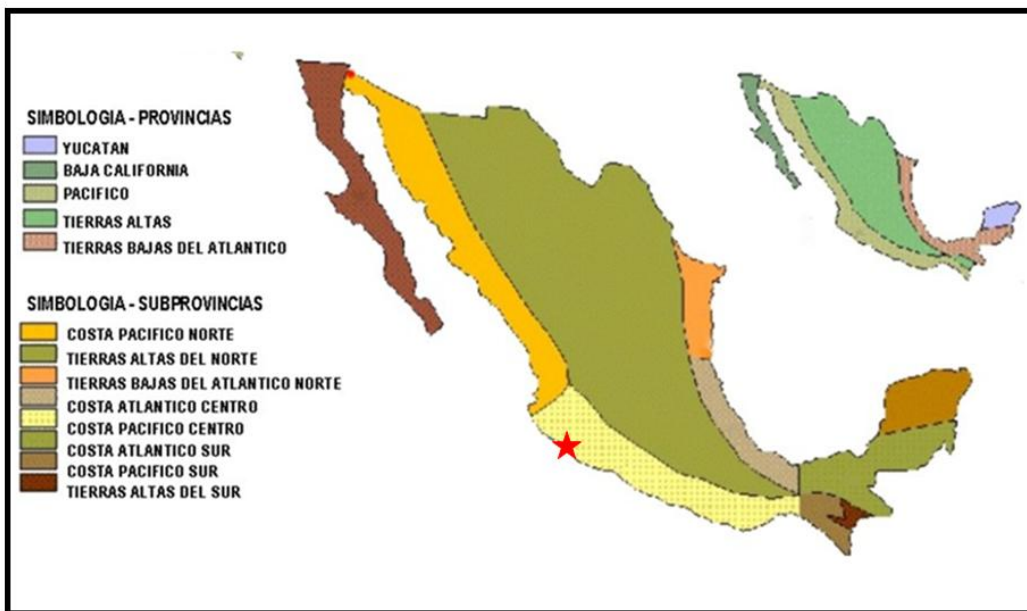 SIMBOLOGIA - PROVINCIAS
YUCATAN
BAJA CALIFORNIA
PACIFICO
TIERRAS ALTAS
TIERRAS BAJAS DEL ATLANTICO
SIMBOLOGIA - SUBPROVINCIAS
COSTA PACIFICO NORTE
TIERRAS ALTAS DEL NORTE
TIERRAS BAJAS DEL ATLANTICO NORTE
COSTA ATLANTICO CENTRO
COSTA PACIFICO CENTRO
COSTA ATLANTICO SUR
COSTA PACIFICO SUR
TIERRAS ALTAS DEL SUR